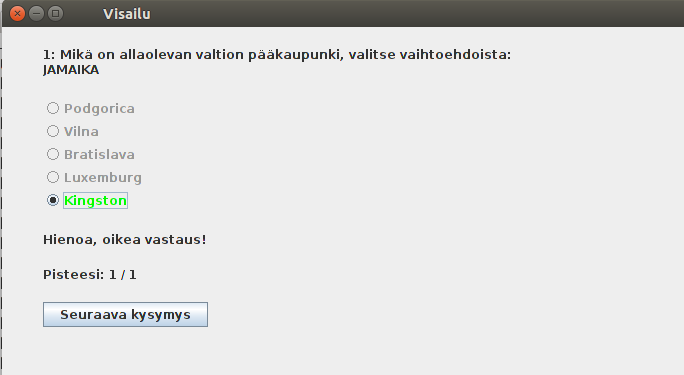 Visailu
1: Mikä on allaolevan valtion pääkaupunki, valitse vaihtoehdoista:
JAMAIKA
Podgorica
Vilna
Bratislava
Luxemburg
Kingston
Hienoa, oikea vastaus!
Pisteesi: 1 / 1
Seuraava kysymys